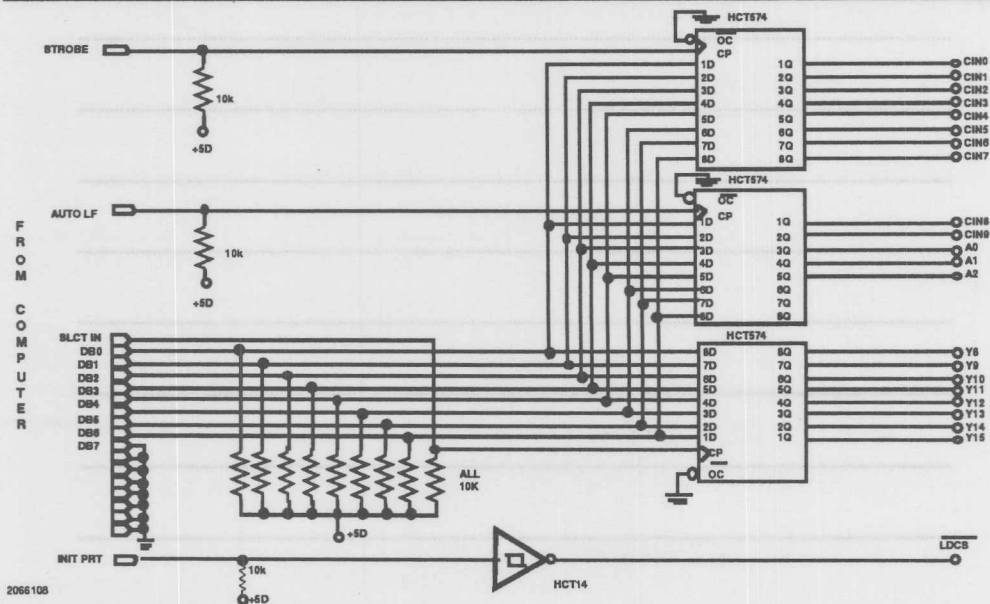 HCT574
STROBE
OC
CP
1D 1Q CIN0
2D 2Q CIN1
3D 3Q CIN2
4D 4Q CIN3
5D 5Q CIN4
6D 6Q CIN5
7D 7Q CIN6
8D 8Q CIN7
10k
+5D
HCT574
AUTO LF
OC
CP
1D 1Q CIN8
2D 2Q CIN9
3D 3Q A0
4D 4Q A1
5D 5Q A2
6D 6Q
7D 7Q
8D 8Q
10k
+5D
FROM COMPUTER
HCT574
SLCT IN
DB0 8D 8Q Y8
DB1 7D 7Q Y9
DB2 6D 6Q Y10
DB3 5D 5Q Y11
DB4 4D 4Q Y12
DB5 3D 3Q Y13
DB6 2D 2Q Y14
DB7 1D 1Q Y15
CP
OC
ALL
10K
+5D
INIT PRT
10k
+5D
HCT14
LDCS
2066108